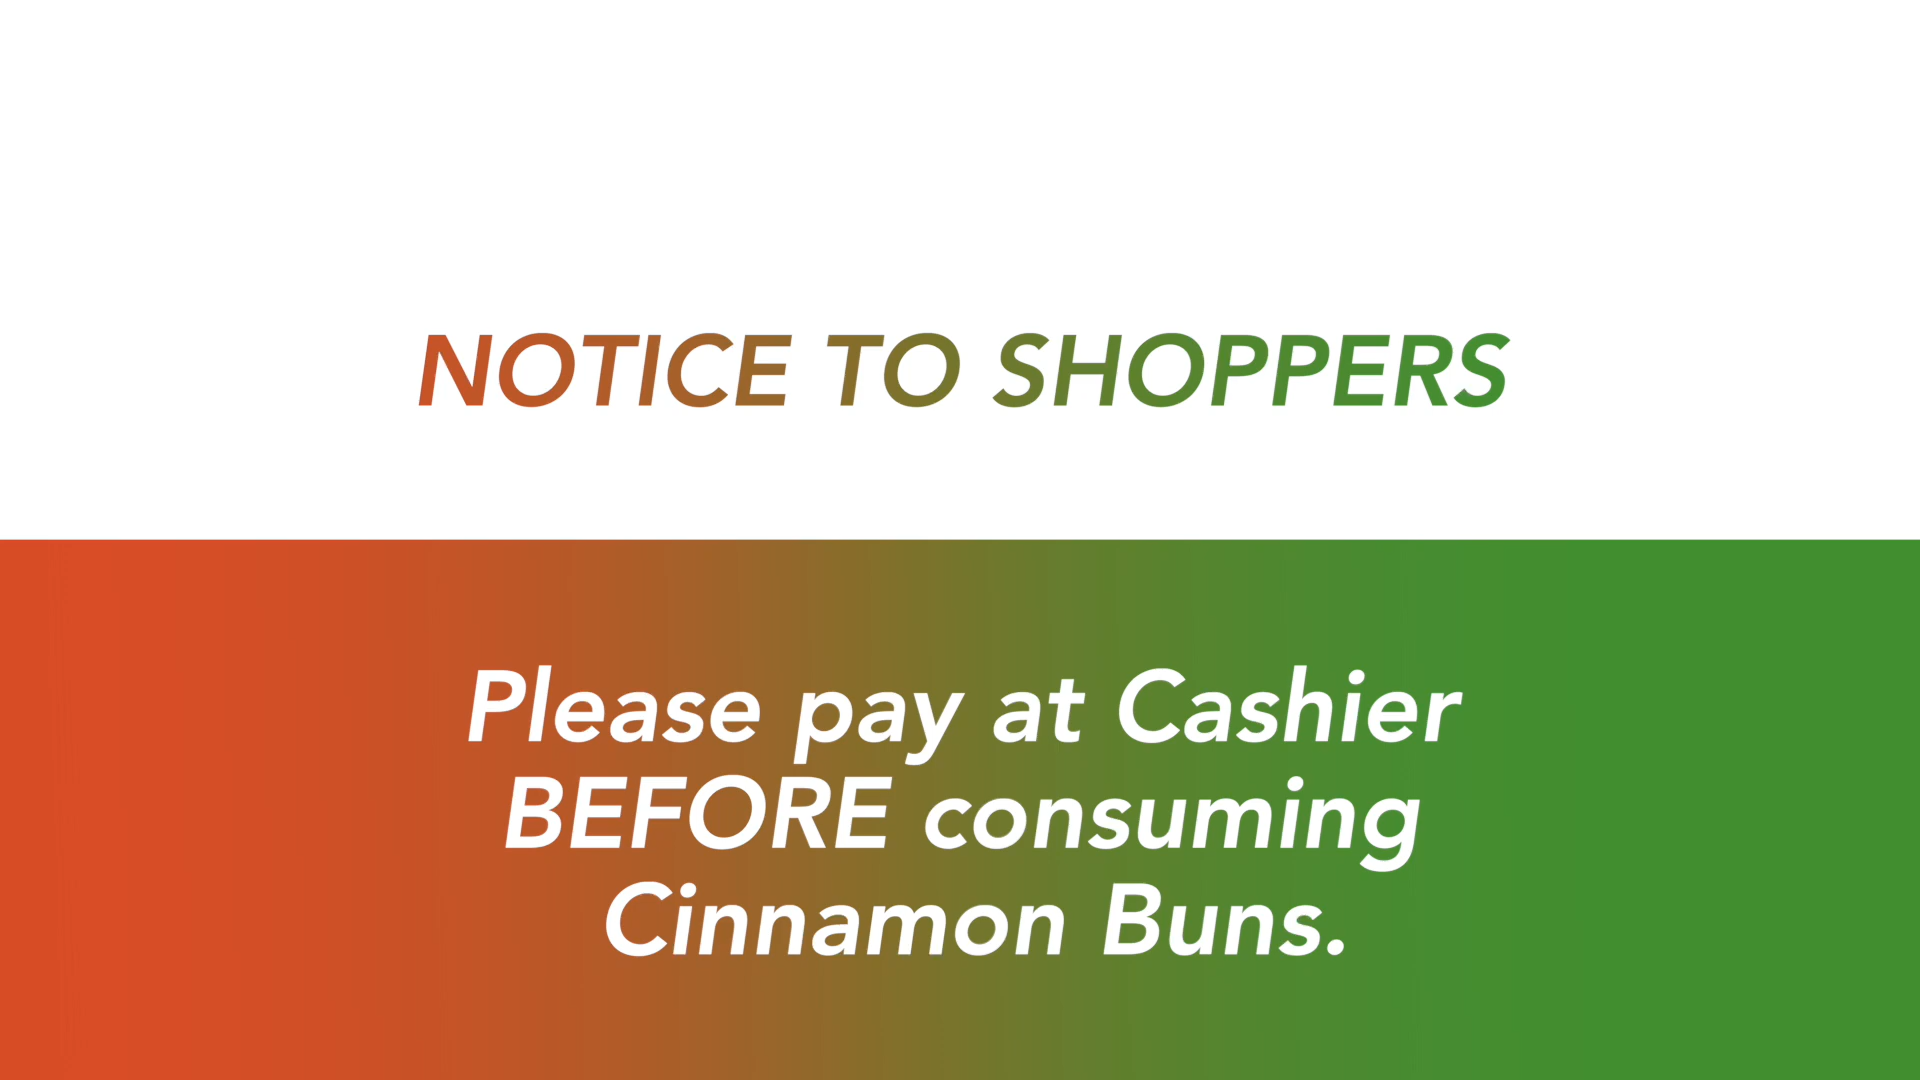 NOTICE TO SHOPPERS
Please pay at Cashier
BEFORE consuming
Cinnamon Buns.